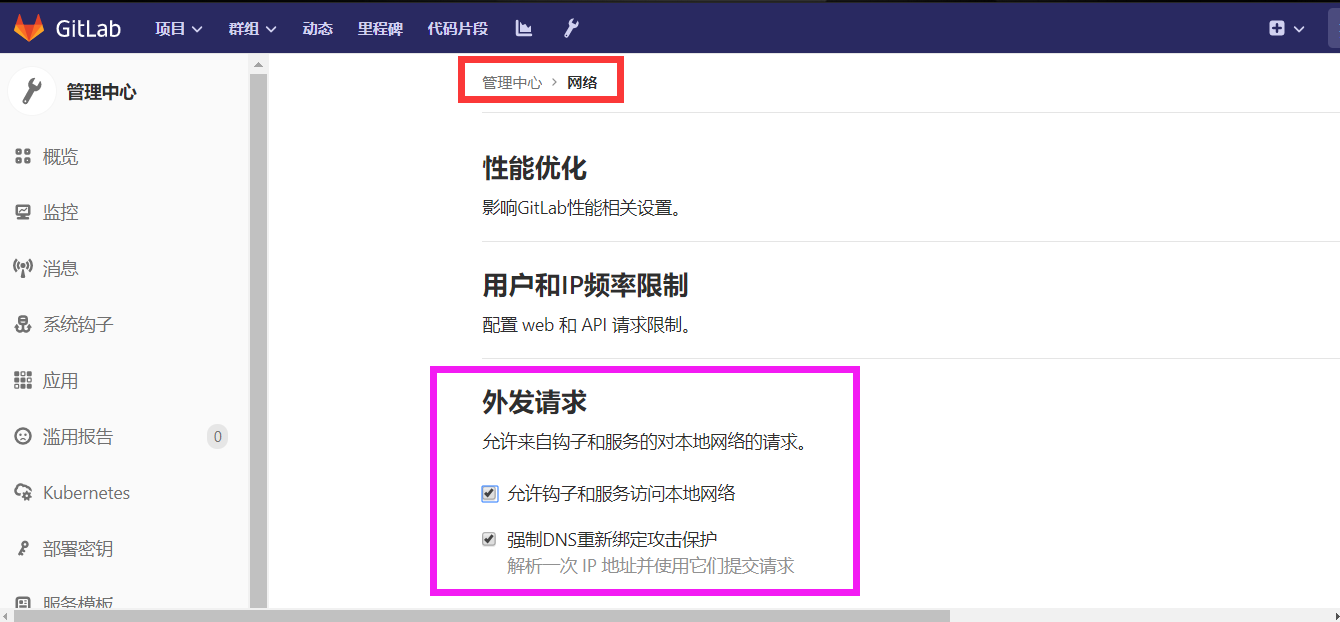 GitLab 项目 群组 动态 里程碑 代码片段
管理中心
概览
监控
消息
系统钩子
应用
滥用报告 0
Kubernetes
部署密钥
服务模板
管理中心 > 网络
性能优化
影响GitLab性能相关设置。
用户和IP频率限制
配置 web 和 API 请求限制。
外发请求
允许来自钩子和服务的对本地网络的请求。
允许钩子和服务访问本地网络
强制DNS重新绑定攻击保护
解析一次 IP 地址并使用它们提交请求